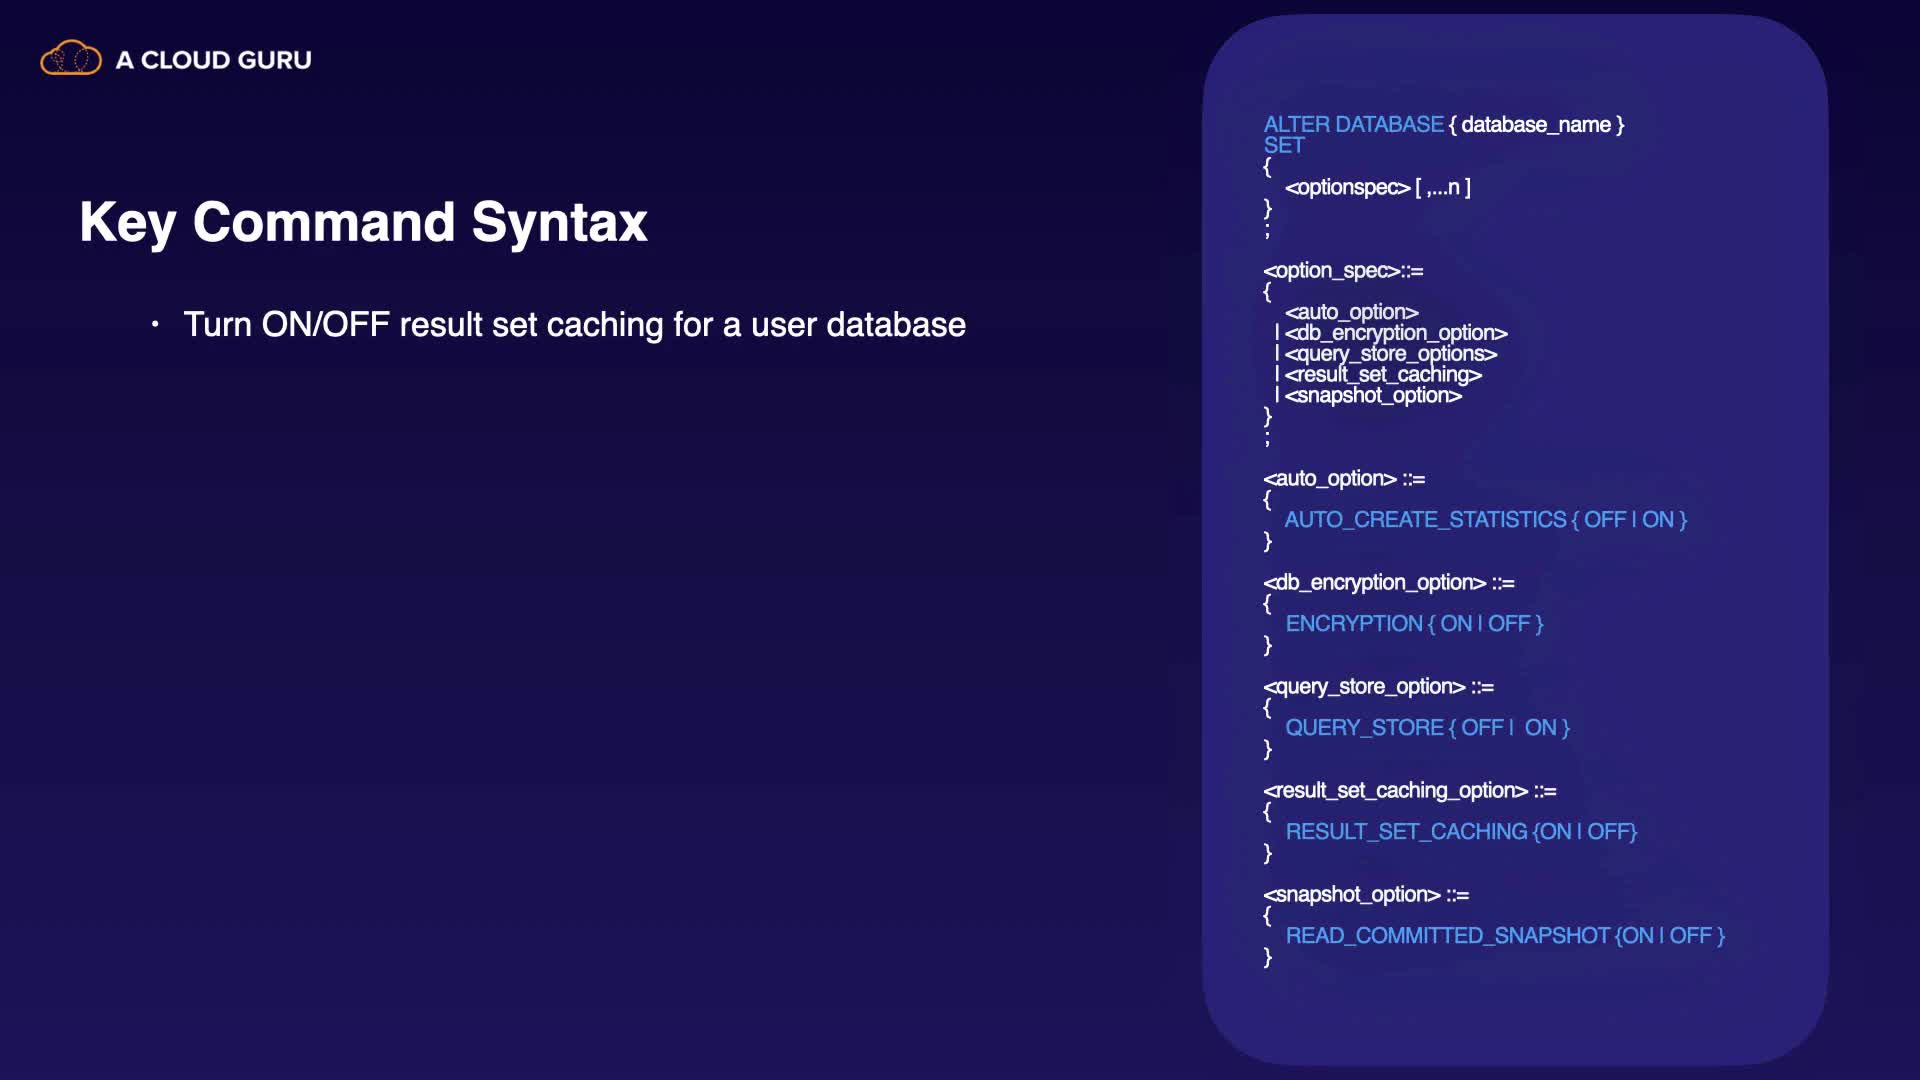 A CLOUD GURU
Key Command Syntax
• Turn ON/OFF result set caching for a user database
ALTER DATABASE { database_name }
SET
{
<optionspec> [ ,...n ]
}
;
<option_spec>::=
{
<auto_option>
| <db_encryption_option>
| <query_store_options>
| <result_set_caching>
| <snapshot_option>
}
;
<auto_option> ::=
{
AUTO_CREATE_STATISTICS { OFF | ON }
}
<db_encryption_option> ::=
{
ENCRYPTION { ON | OFF }
}
<query_store_option> ::=
{
QUERY_STORE { OFF | ON }
}
<result_set_caching_option> ::=
{
RESULT_SET_CACHING {ON | OFF}
}
<snapshot_option> ::=
{
READ_COMMITTED_SNAPSHOT {ON | OFF }
}